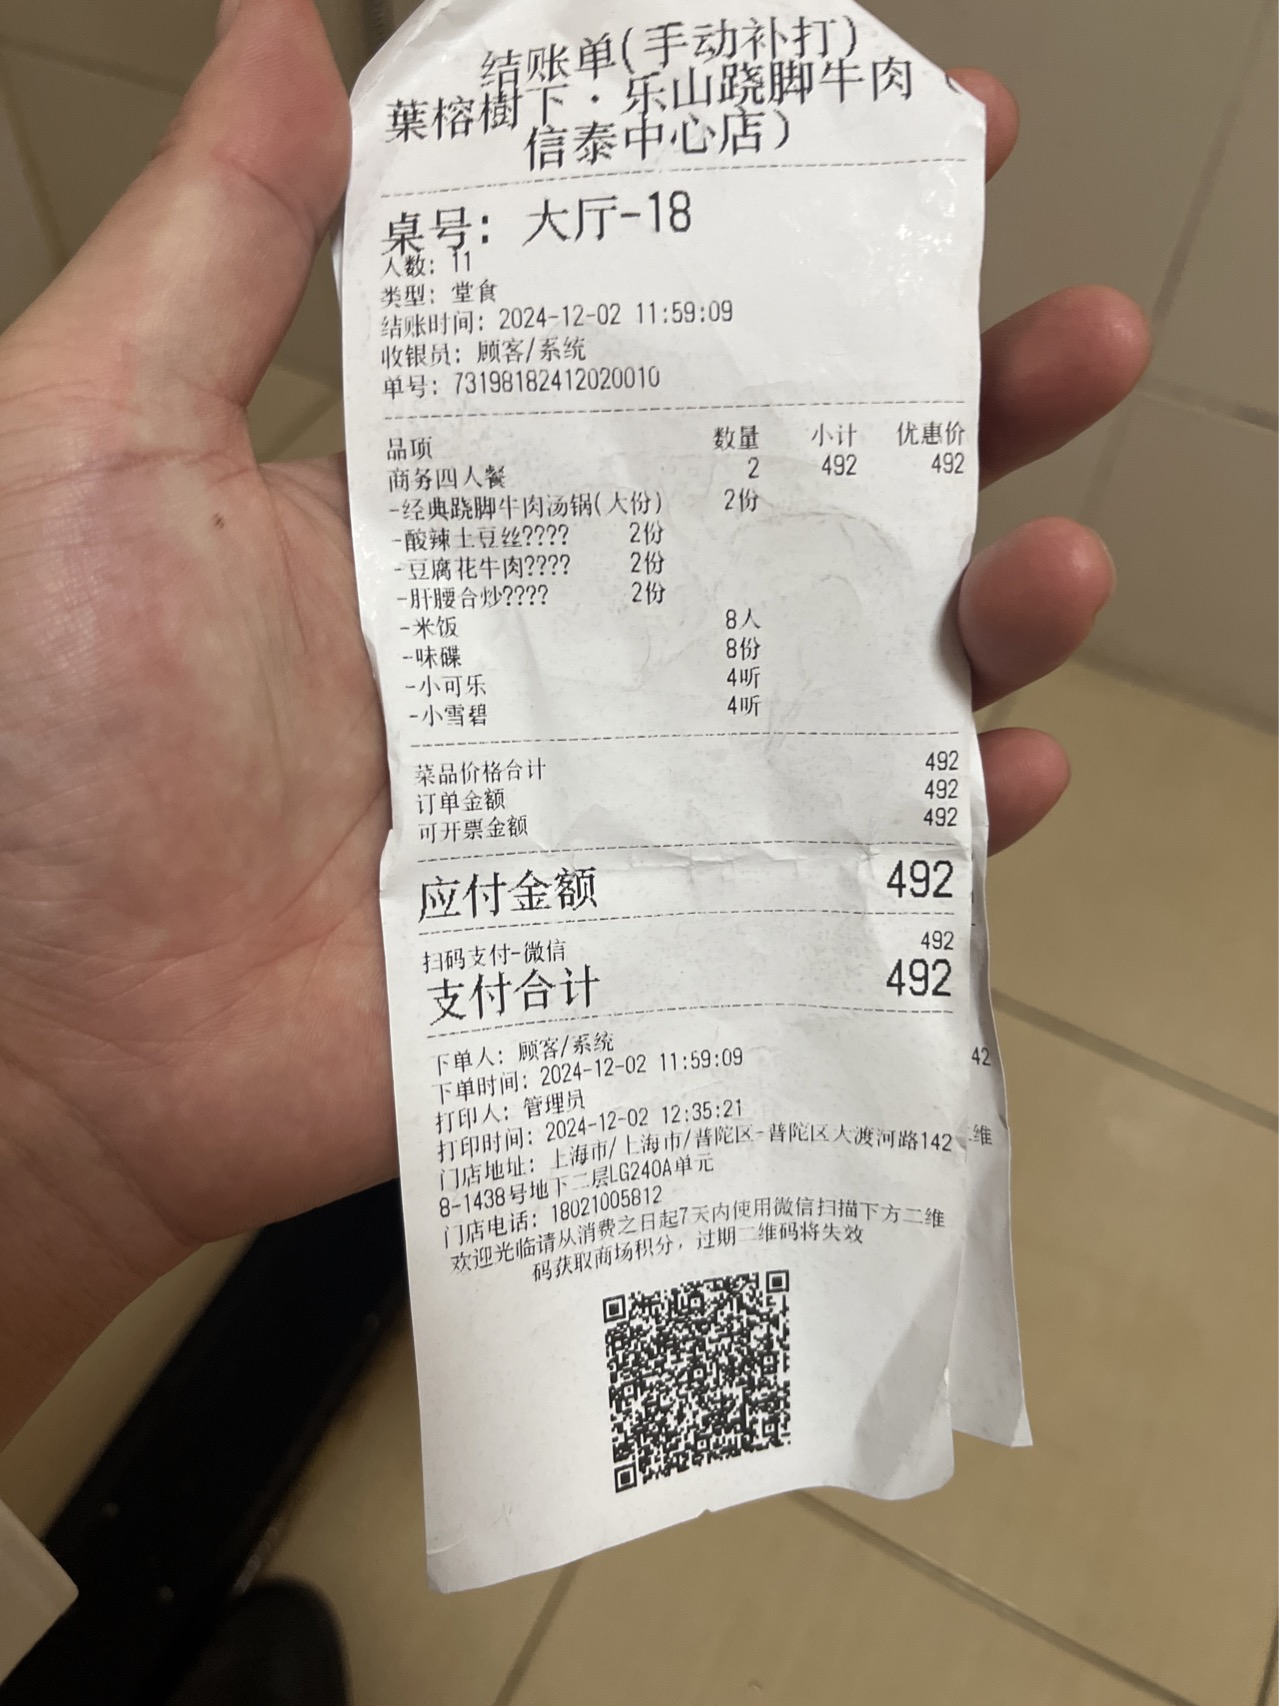 结账单(手动补打)
葉榕樹下·乐山跷脚牛肉（
信泰中心店）
桌号： 大厅-18
人数： 11
类型： 堂食
结账时间： 2024-12-02 11:59:09
收银员： 顾客/系统
单号： 73198182412020010
品项 数量 小计 优惠价
商务四人餐 2 492 492
-经典跷脚牛肉汤锅(大份) 2份
-酸辣土豆丝???? 2份
-豆腐花牛肉???? 2份
-肝腰合炒???? 2份
-米饭 8人
-味碟 8份
-小可乐 4听
-小雪碧 4听
菜品价格合计 492
订单金额 492
可开票金额 492
应付金额 492
扫码支付-微信 492
支付合计 492
下单人： 顾客/系统
下单时间： 2024-12-02 11:59:09
打印人： 管理员
打印时间： 2024-12-02 12:35:21
门店地址： 上海市/上海市/普陀区-普陀区大渡河路142
8-1438号地下二层LG240A单元
门店电话： 18021005812
欢迎光临请从消费之日起7天内使用微信扫描下方二维
码获取商场积分，过期二维码将失效
42
维